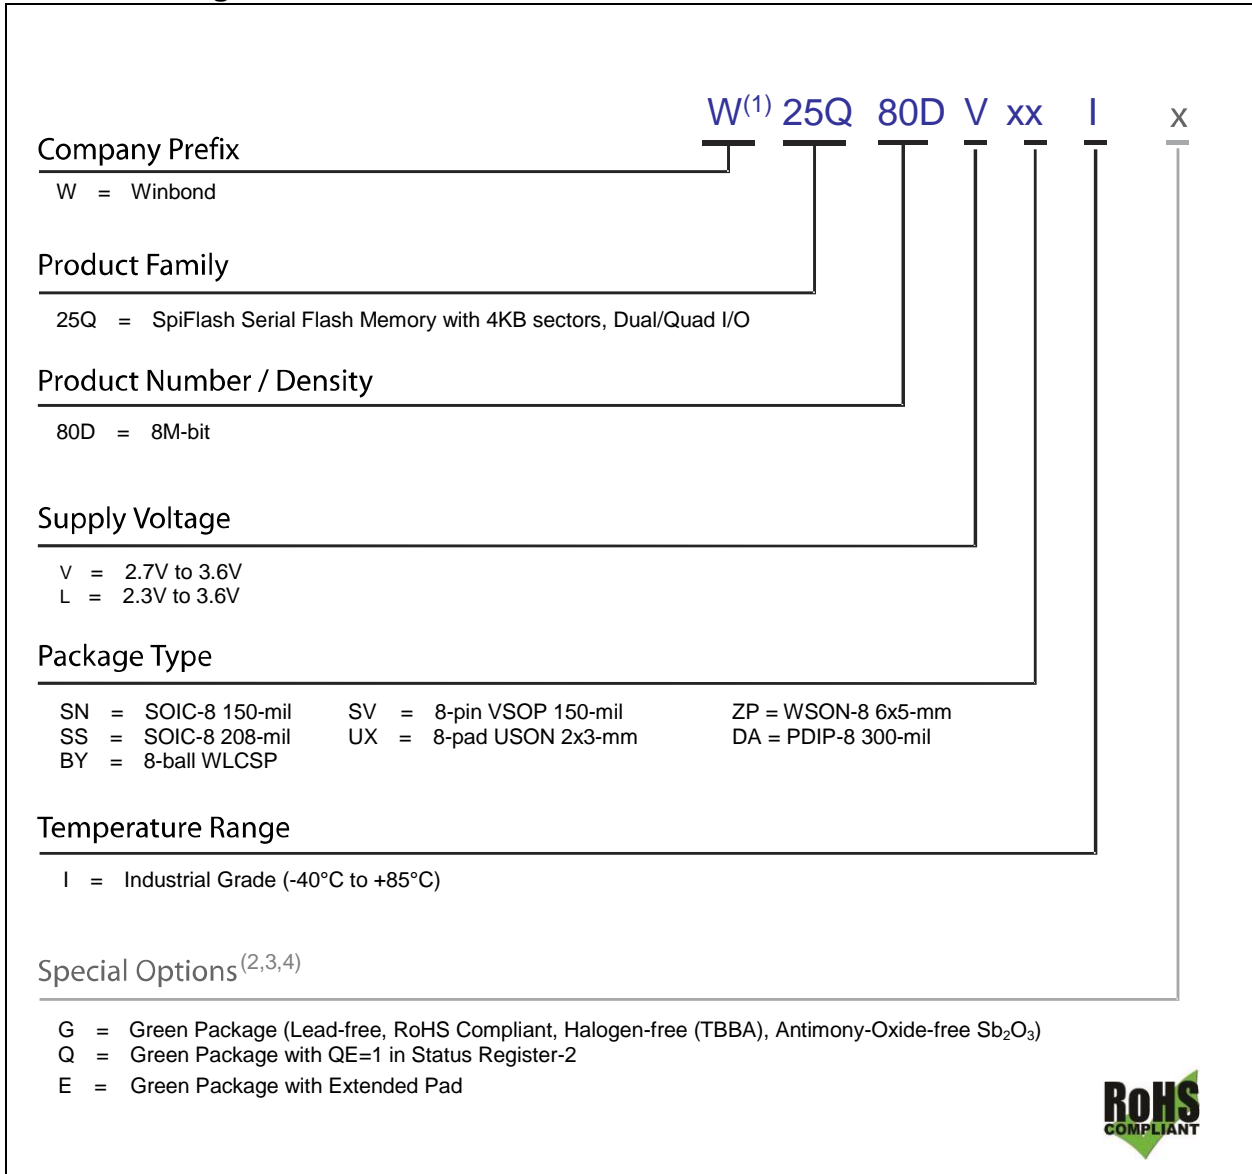 W(1) 25Q 80D V xx I x
Company Prefix
W = Winbond
Product Family
25Q = SpiFlash Serial Flash Memory with 4KB sectors, Dual/Quad I/O
Product Number / Density
80D = 8M-bit
Supply Voltage
V = 2.7V to 3.6V
L = 2.3V to 3.6V
Package Type
SN = SOIC-8 150-mil SV = 8-pin VSOP 150-mil ZP = WSON-8 6x5-mm
SS = SOIC-8 208-mil UX = 8-pad USON 2x3-mm DA = PDIP-8 300-mil
BY = 8-ball WLCSP
Temperature Range
I = Industrial Grade (-40°C to +85°C)
Special Options(2,3,4)
G = Green Package (Lead-free, RoHS Compliant, Halogen-free (TBBA), Antimony-Oxide-free Sb₂O₃)
Q = Green Package with QE=1 in Status Register-2
E = Green Package with Extended Pad
RoHS
COMPLIANT